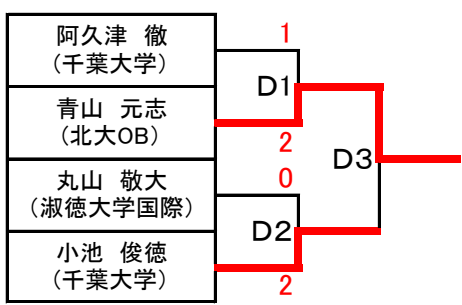 阿久津 徹
(千葉大学)
1
D1
青山 元志
(北大OB)
2
D3
丸山 敬大
(淑徳大学国際)
0
D2
小池 俊徳
(千葉大学)
2